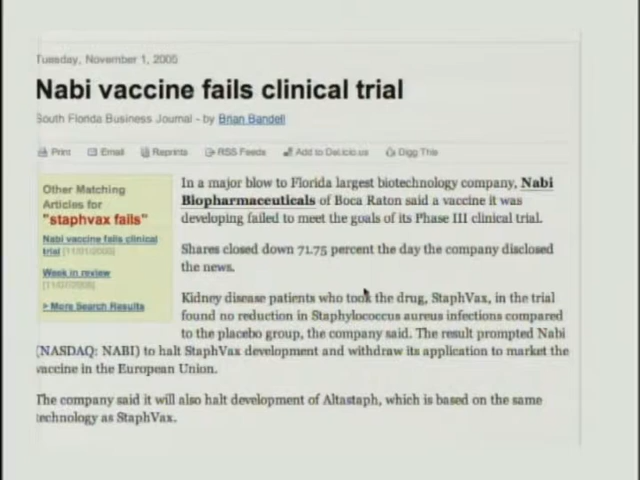 Tuesday, November 1, 2005
Nabi vaccine fails clinical trial
South Florida Business Journal - by Brian Bandell
Print Email Reprints RSS Feeds Add to Del.icio.us Digg This
Other Matching
Articles for
"staphvax fails"
Nabi vaccine fails clinical
trial [11/01/2005]
Week in review
> More Search Results
In a major blow to Florida largest biotechnology company, Nabi
Biopharmaceuticals of Boca Raton said a vaccine it was
developing failed to meet the goals of its Phase III clinical trial.
Shares closed down 71.75 percent the day the company disclosed
the news.
Kidney disease patients who took the drug, StaphVax, in the trial
found no reduction in Staphylococcus aureus infections compared
to the placebo group, the company said. The result prompted Nabi
(NASDAQ: NABI) to halt StaphVax development and withdraw its application to market the
vaccine in the European Union.
The company said it will also halt development of Altastaph, which is based on the same
technology as StaphVax.